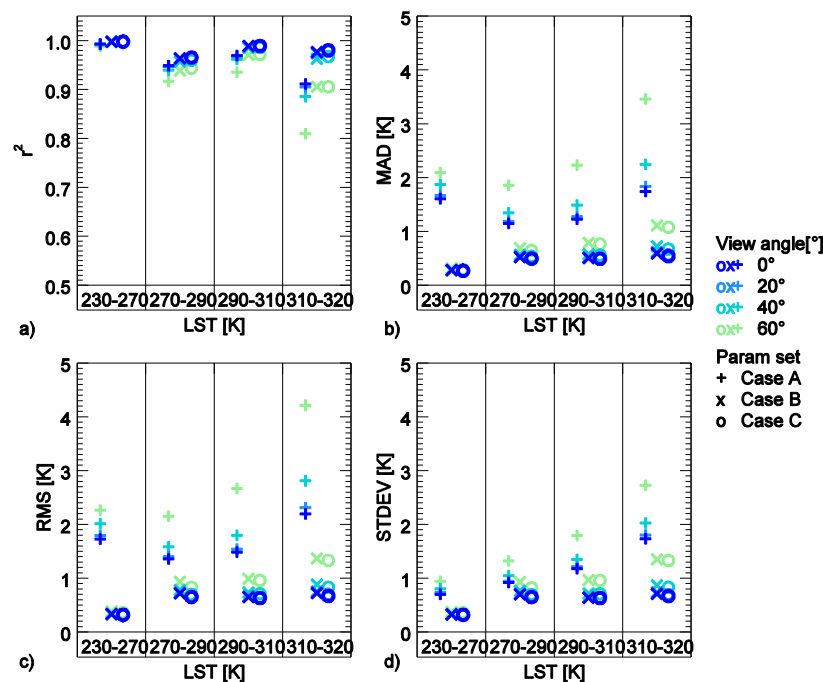 1.0
0.9
0.8
0.7
0.6
0.5
r²
230-270 270-290 290-310 310-320
LST [K]
a)
5
4
3
2
1
0
MAD [K]
230-270 270-290 290-310 310-320
LST [K]
b)
5
4
3
2
1
0
RMS [K]
230-270 270-290 290-310 310-320
LST [K]
c)
5
4
3
2
1
0
STDEV [K]
230-270 270-290 290-310 310-320
LST [K]
d)
View angle[°]
ox+ 0°
ox+ 20°
ox+ 40°
ox+ 60°
Param set
+ Case A
x Case B
o Case C